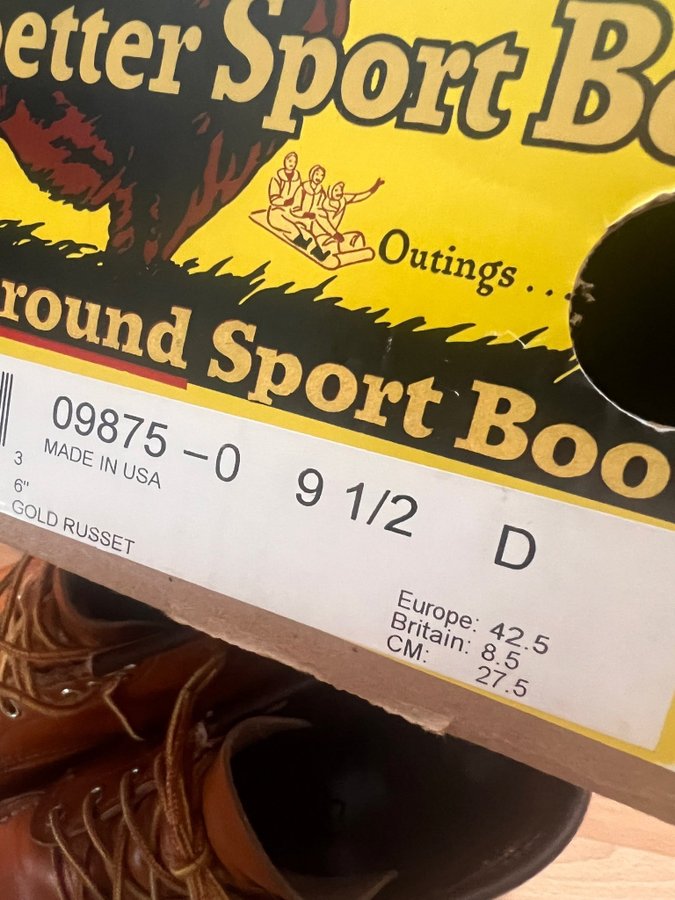 etter Sport B
Outings . . .
round Sport Boo
09875 -0 9 1/2 D
MADE IN USA
3
6"
GOLD RUSSET
Europe: 42.5
Britain: 8.5
CM: 27.5